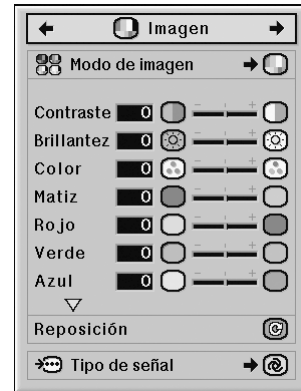 Imagen
Modo de imagen
Contraste 0
Brillantez 0
Color 0
Matiz 0
Rojo 0
Verde 0
Azul 0
Reposición
Tipo de señal